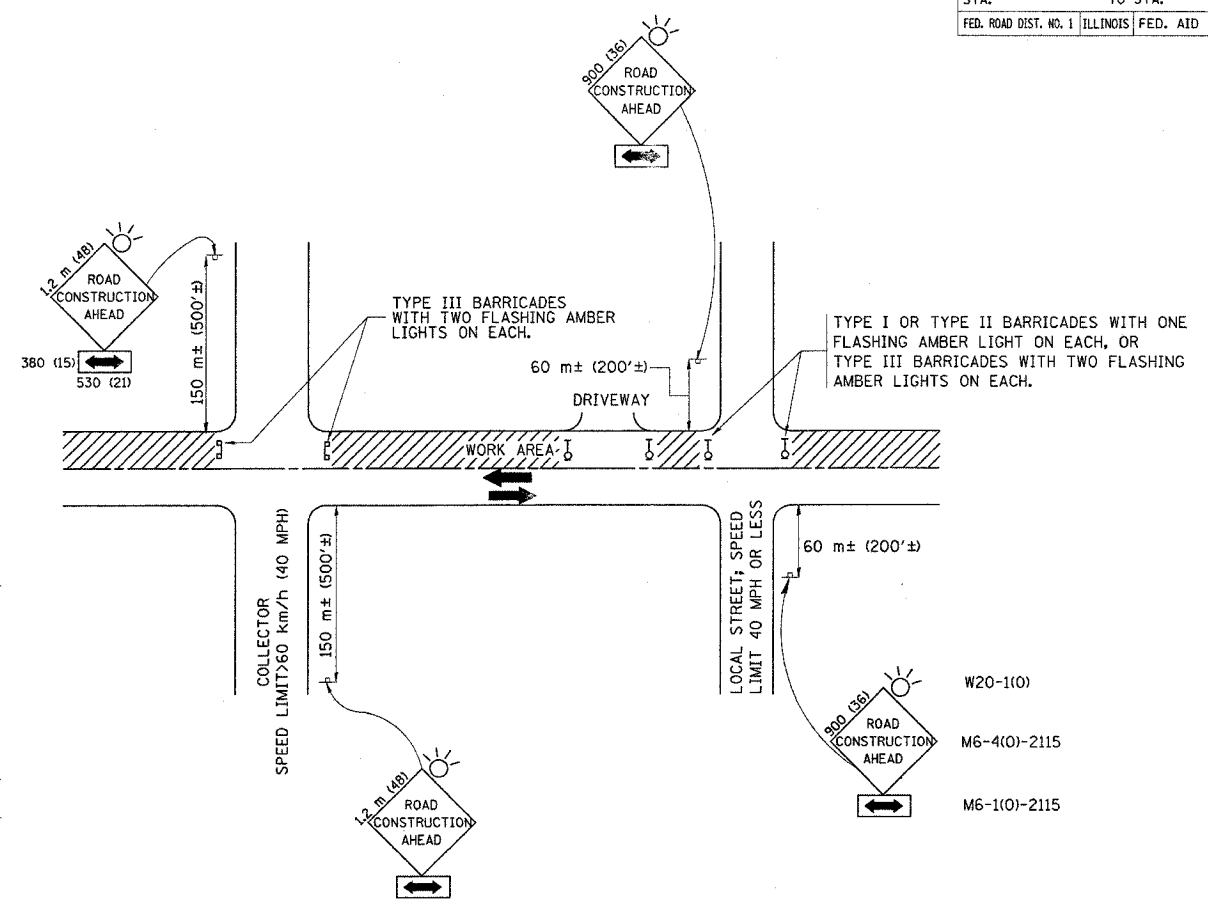 TO STA.
FED. ROAD DIST. NO. 1 ILLINOIS FED. AID
900 (36)
ROAD
CONSTRUCTION
AHEAD
1.2 m (48)
ROAD
CONSTRUCTION
AHEAD
380 (15)
530 (21)
150 m± (500'±)
TYPE III BARRICADES
WITH TWO FLASHING AMBER
LIGHTS ON EACH.
60 m± (200'±)
DRIVEWAY
TYPE I OR TYPE II BARRICADES WITH ONE
FLASHING AMBER LIGHT ON EACH, OR
TYPE III BARRICADES WITH TWO FLASHING
AMBER LIGHTS ON EACH.
WORK AREA
COLLECTOR
SPEED LIMIT>60 km/h (40 MPH)
150 m± (500'±)
LOCAL STREET; SPEED
LIMIT 40 MPH OR LESS
60 m± (200'±)
1.2 m (48)
ROAD
CONSTRUCTION
AHEAD
900 (36)
ROAD
CONSTRUCTION
AHEAD
W20-1(O)
M6-4(O)-2115
M6-1(O)-2115